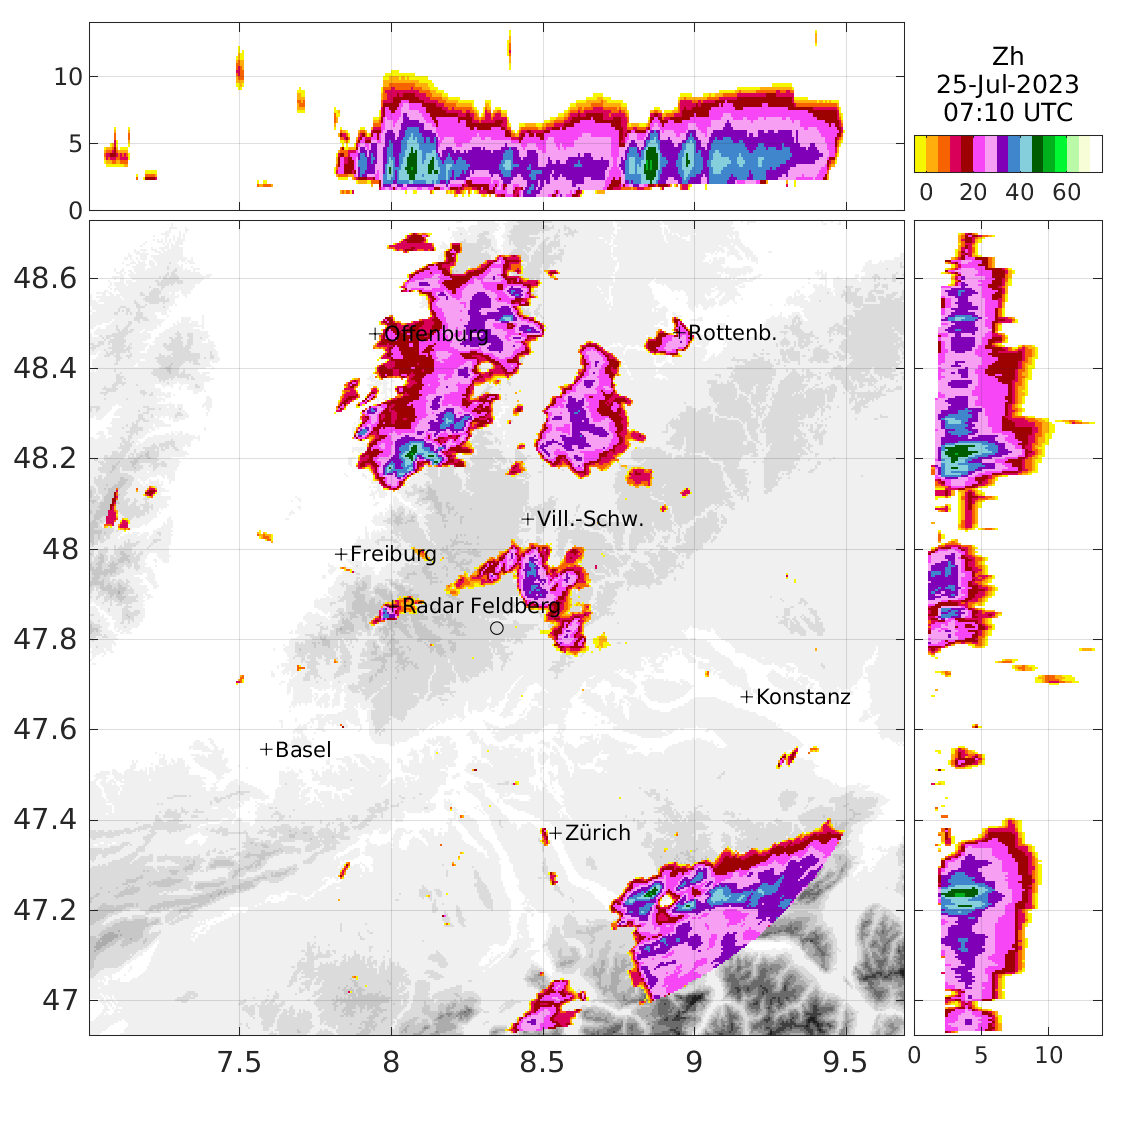 10
5
0
Zh
25-Jul-2023
07:10 UTC
0 20 40 60
48.6
48.4
48.2
48
47.8
47.6
47.4
47.2
47
Offenburg
Rottenb.
Vill.-Schw.
Freiburg
Radar Feldberg
Konstanz
Basel
Zürich
7.5 8 8.5 9 9.5
0 5 10